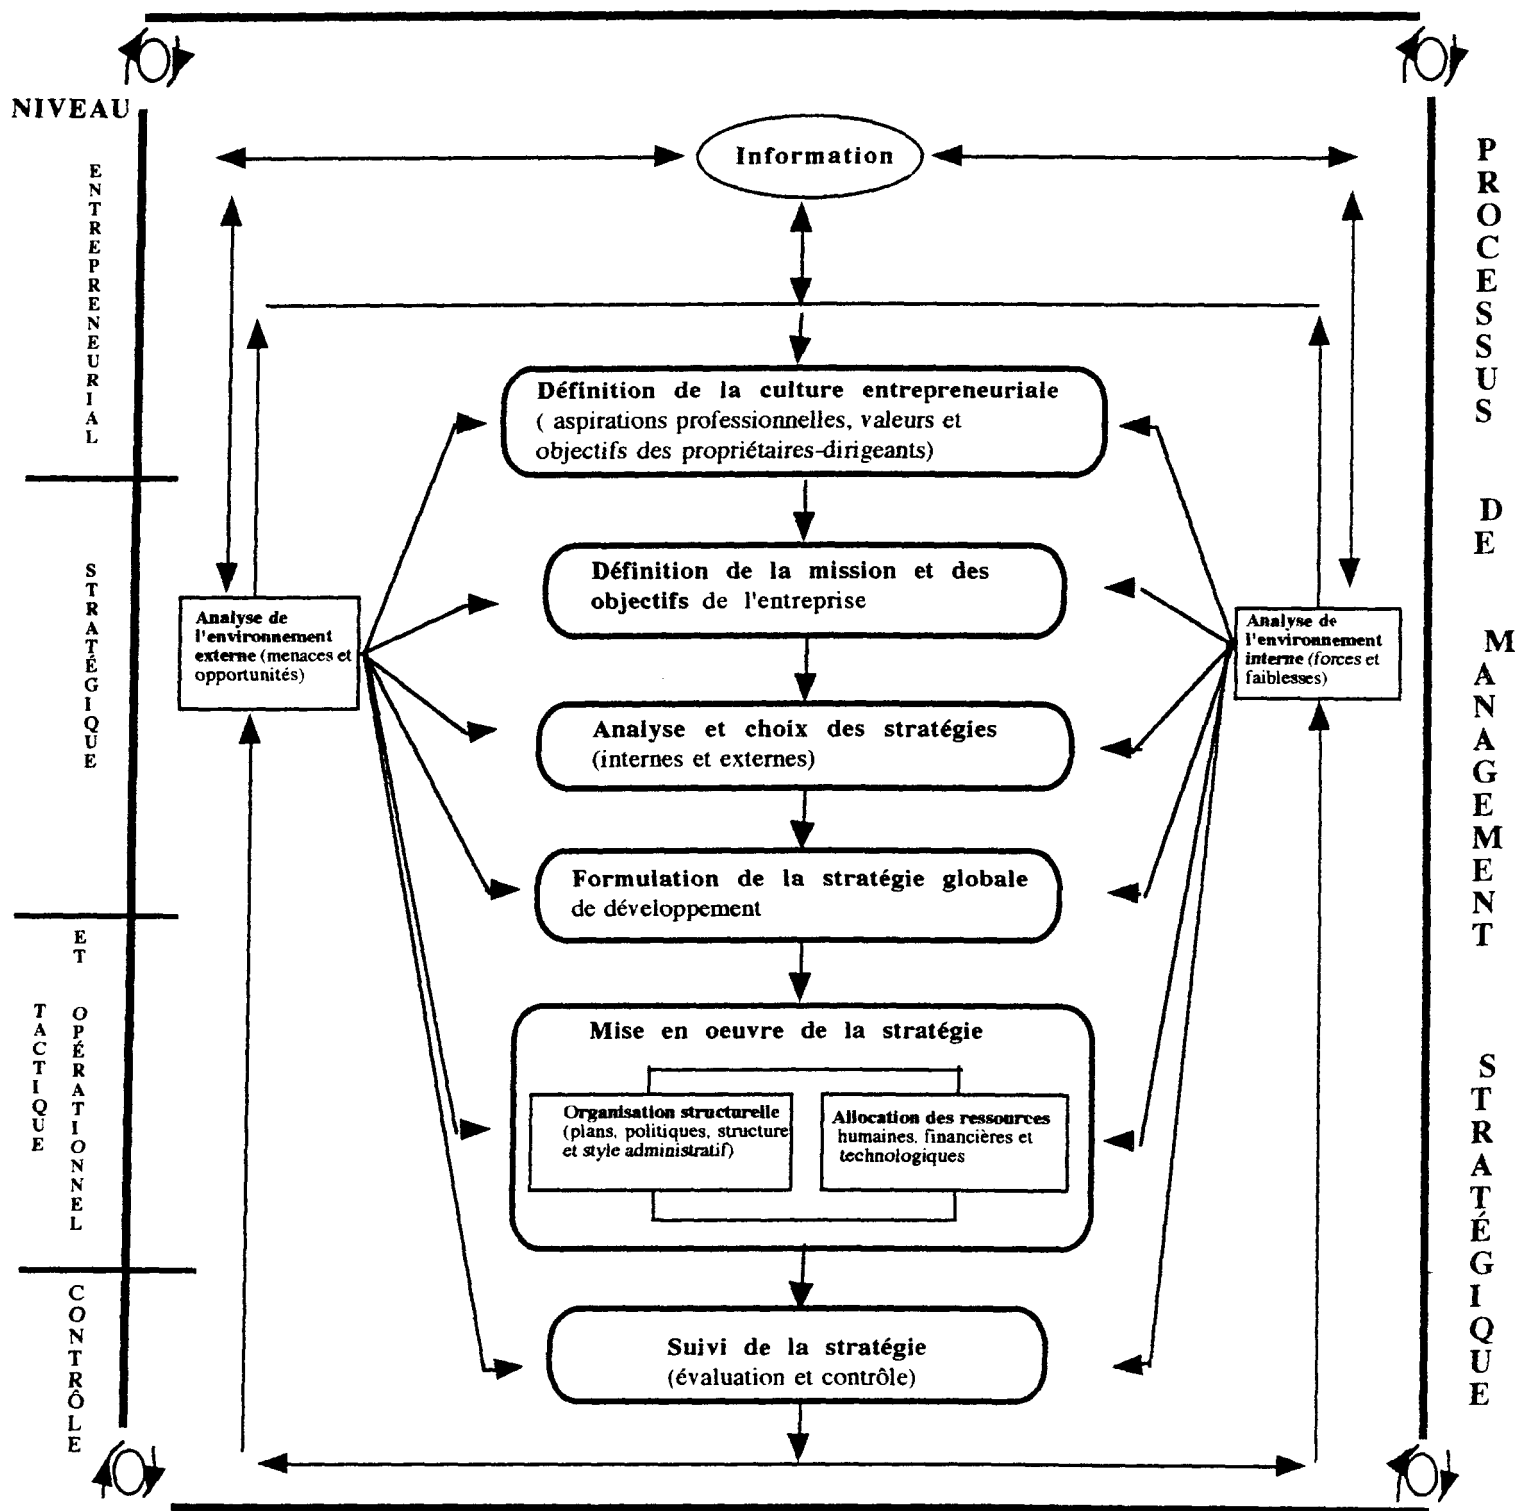 NIVEAU
ENTREPRENEURIAL
STRATÉGIQUE
ET OPÉRATIONNEL
TACTIQUE
CONTRÔLE
Information
Définition de la culture entrepreneuriale
( aspirations professionnelles, valeurs et
objectifs des propriétaires-dirigeants)
Définition de la mission et des
objectifs de l'entreprise
Analyse de
l'environnement
externe (menaces et
opportunités)
Analyse de
l'environnement
interne (forces et
faiblesses)
Analyse et choix des stratégies
(internes et externes)
Formulation de la stratégie globale
de développement
Mise en oeuvre de la stratégie
Organisation structurelle
(plans, politiques, structure
et style administratif)
Allocation des ressources
humaines, financières et
technologiques
Suivi de la stratégie
(évaluation et contrôle)
PROCESSUS DE MANAGEMENT STRATÉGIQUE